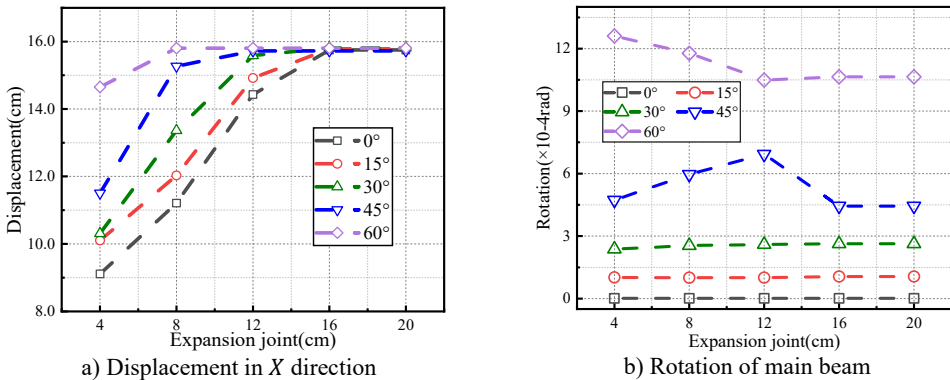 a)
16.0
14.0
12.0
10.0
8.0
Displacement(cm)
0°
15°
30°
45°
60°
4 8 12 16 20
Expansion joint(cm)
a) Displacement in X direction
b)
12
9
6
3
0
Rotation(×10-4rad)
0° 15°
30° 45°
60°
4 8 12 16 20
Expansion joint(cm)
b) Rotation of main beam